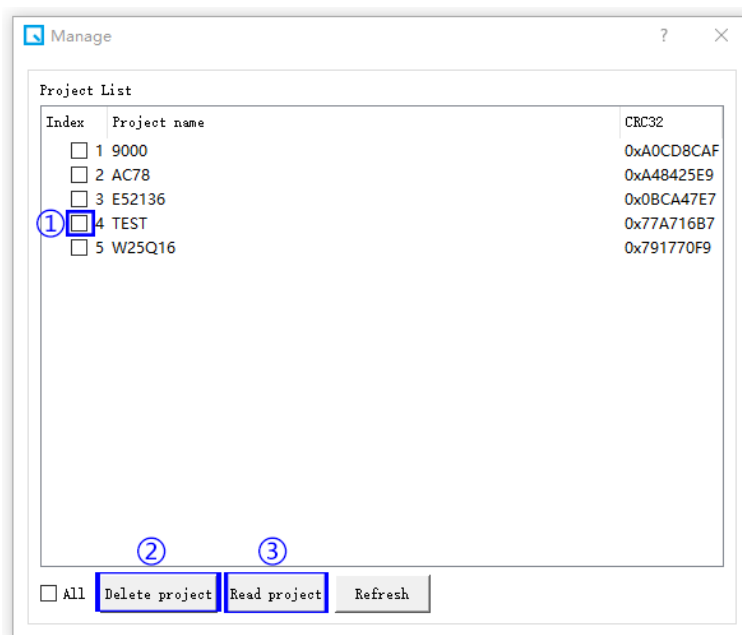 Manage ?
Project List
Index Project name CRC32
1 9000 0xA0CD8CAF
2 AC78 0xA48425E9
3 E52136 0x0BCA47E7
① 4 TEST 0x77A716B7
5 W25Q16 0x791770F9
② ③
All Delete project Read project Refresh